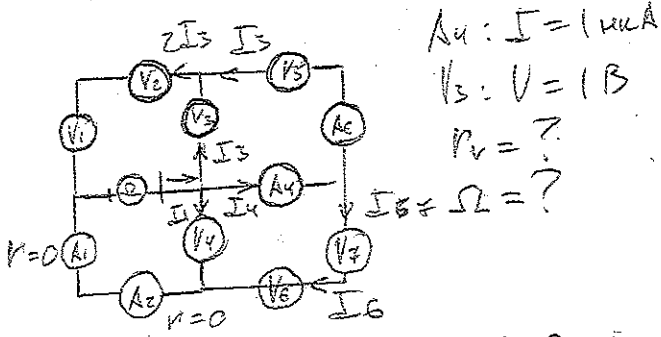 2I3 I3
V2 V5
V3
V1 A6
I3
Ω A4
I1 I4 I5 =
r=0 A1 V4 V7
A2 V6
r=0 I6
A4 : I = 1 мкА
V3 : U = 1 В
rv = ?
Ω = ?